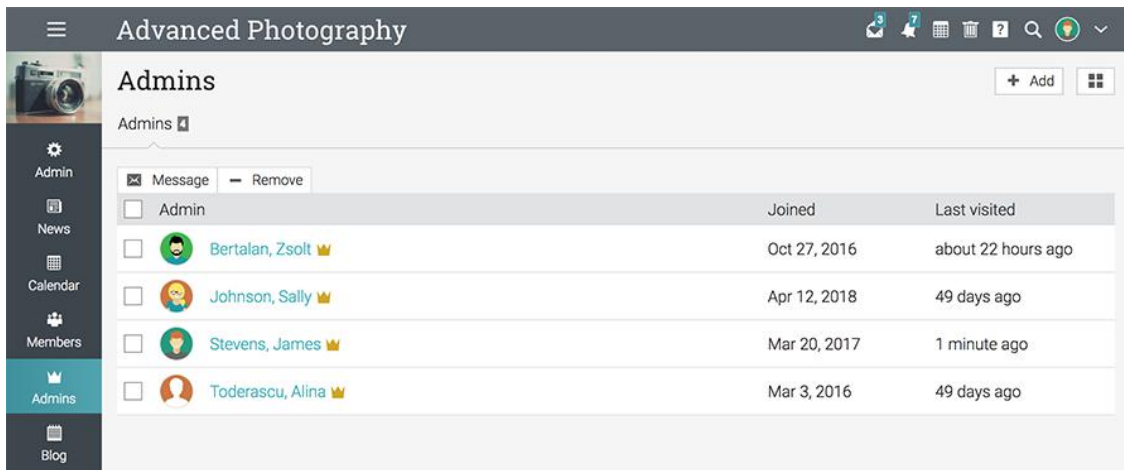 Advanced Photography 3 7 ?
Admins + Add
Admins 4
Admin
News
Calendar
Members
Admins
Blog
Message − Remove
Admin Joined Last visited
Bertalan, Zsolt Oct 27, 2016 about 22 hours ago
Johnson, Sally Apr 12, 2018 49 days ago
Stevens, James Mar 20, 2017 1 minute ago
Toderascu, Alina Mar 3, 2016 49 days ago